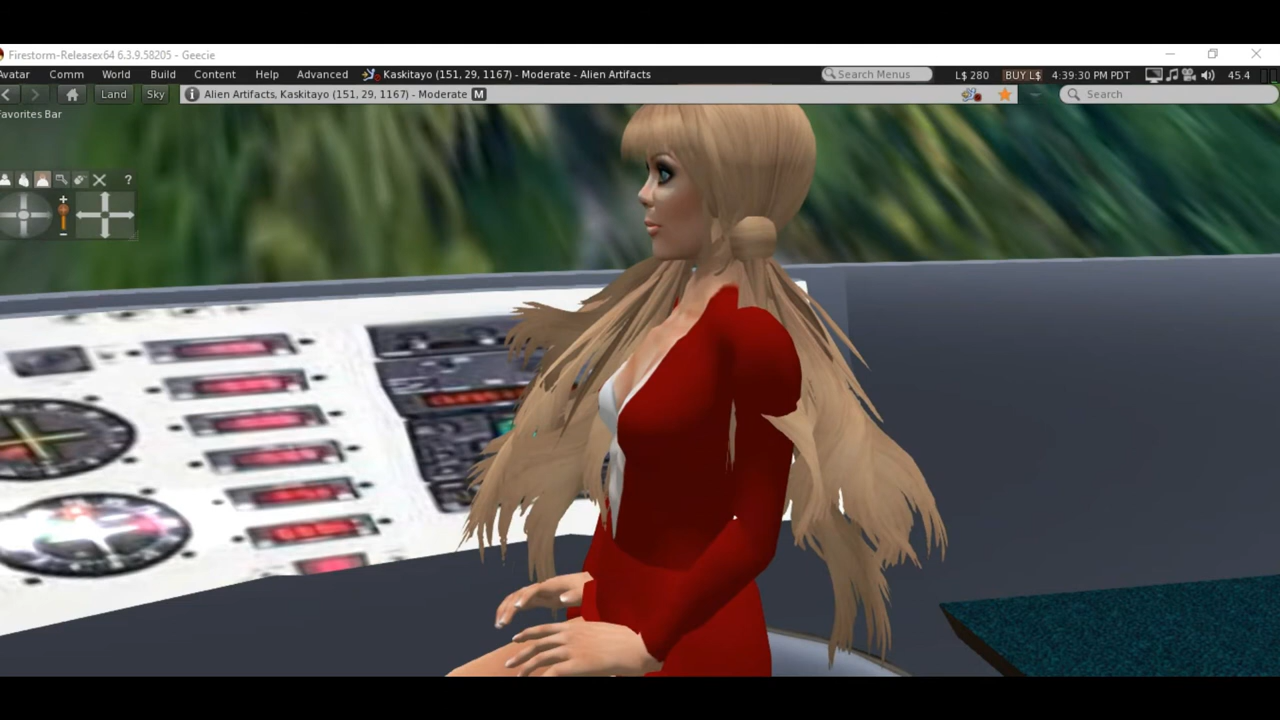 Firestorm-Releasex64 6.3.9.58205 - Geecie
Avatar Comm World Build Content Help Advanced Kaskitayo (151, 29, 1167) - Moderate - Alien Artifacts Search Menus L$ 280 BUY L$ 4:39:30 PM PDT 45.4
Land Sky Alien Artifacts, Kaskitayo (151, 29, 1167) - Moderate M Search
Favorites Bar
?